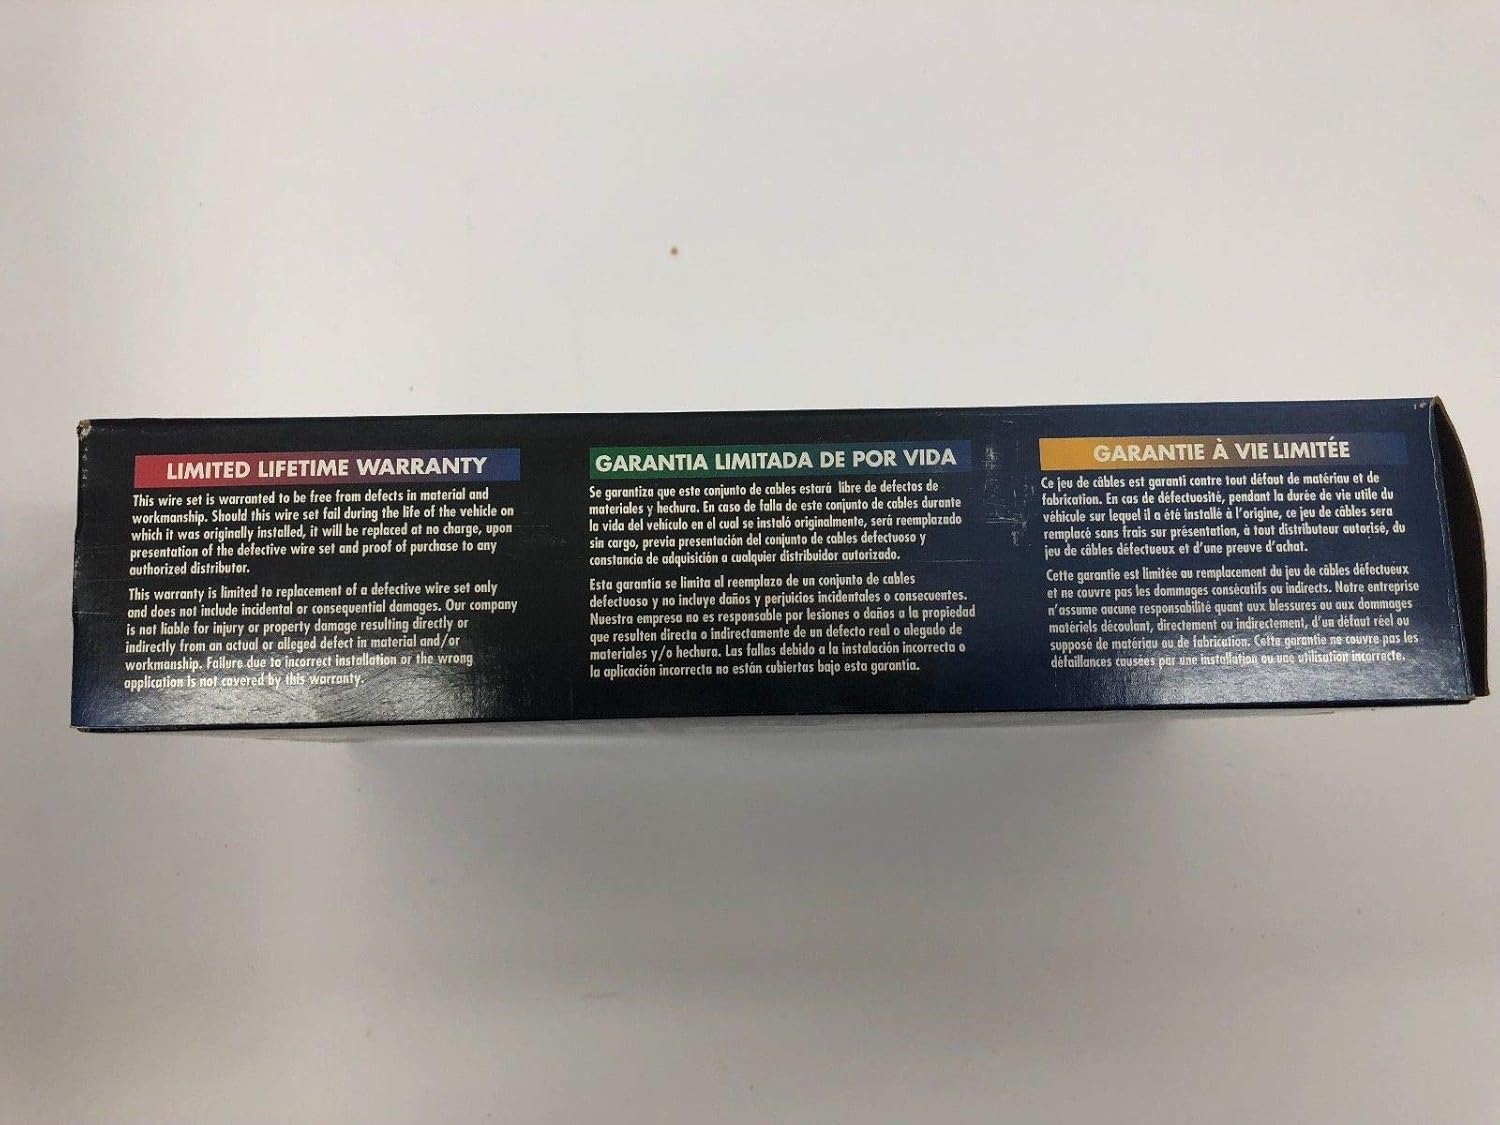 LIMITED LIFETIME WARRANTY
This wire set is warranted to be free from defects in material and
workmanship. Should this wire set fail during the life of the vehicle on
which it was originally installed, it will be replaced at no charge, upon
presentation of the defective wire set and proof of purchase to any
authorized distributor.
This warranty is limited to replacement of a defective wire set only
and does not include incidental or consequential damages. Our company
is not liable for injury or property damage resulting directly or
indirectly from an actual or alleged defect in material and/or
workmanship. Failure due to incorrect installation or the wrong
application is not covered by this warranty.
GARANTIA LIMITADA DE POR VIDA
Se garantiza que este conjunto de cables estará libre de defectos de
materiales y hechura. En caso de falla de este conjunto de cables durante
la vida del vehículo en el cual se instaló originalmente, será reemplazado
sin cargo, previa presentación del conjunto de cables defectuoso y
constancia de adquisición a cualquier distribuidor autorizado.
Esta garantía se limita al reemplazo de un conjunto de cables
defectuoso y no incluye daños y perjuicios incidentales o consecuentes.
Nuestra empresa no es responsable por lesiones o daños a la propiedad
que resulten directa o indirectamente de un defecto real o alegado de
materiales y/o hechura. Las fallas debido a la instalación incorrecta o
la aplicación incorrecta no están cubiertas bajo esta garantía.
GARANTIE À VIE LIMITÉE
Ce jeu de câbles est garanti contre tout défaut de matériau et de
fabrication. En cas de défectuosité, pendant la durée de vie utile du
véhicule sur lequel il a été installé à l'origine, ce jeu de câbles sera
remplacé sans frais sur présentation, à tout distributeur autorisé, du
jeu de câbles défectueux et d'une preuve d'achat.
Cette garantie est limitée au remplacement du jeu de câbles défectueux
et ne couvre pas les dommages consécutifs ou indirects. Notre entreprise
n'assume aucune responsabilité quant aux blessures ou aux dommages
matériels découlant, directement ou indirectement, d'un défaut réel ou
supposé de matériau ou de fabrication. Cette garantie ne couvre pas les
défaillances causées par une installation ou une utilisation incorrecte.